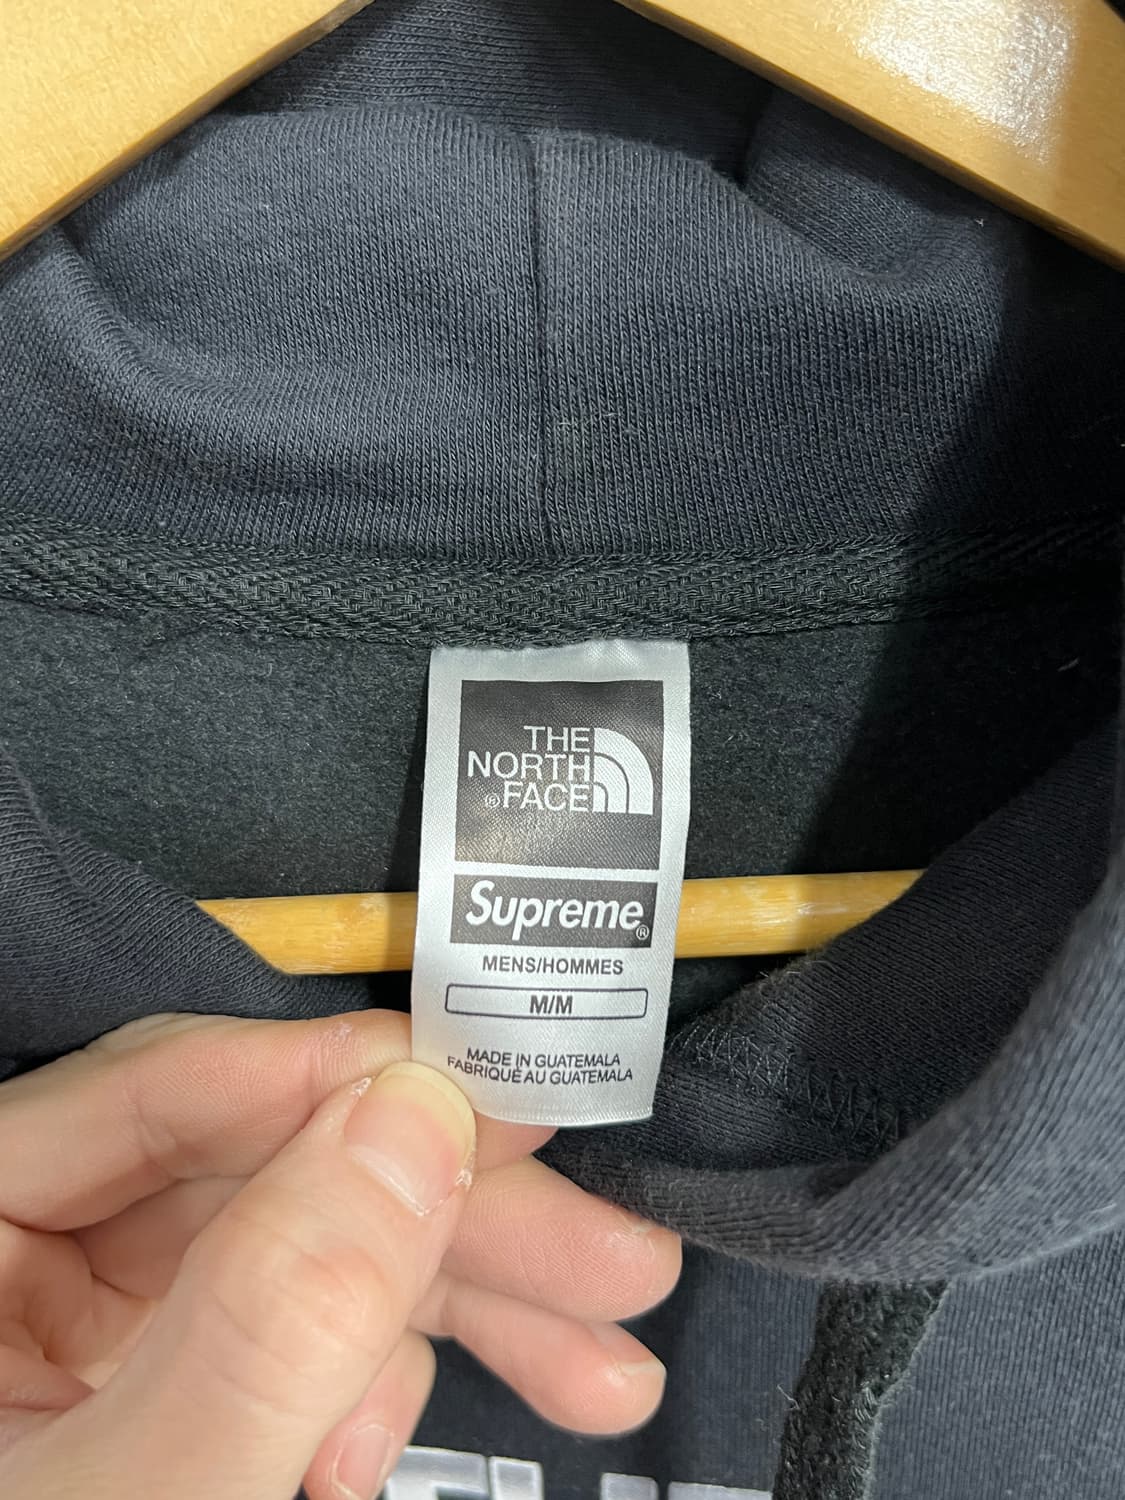 THE
NORTH
®FACE
Supreme®
MENS/HOMMES
M/M
MADE IN GUATEMALA
FABRIQUÉ AU GUATEMALA